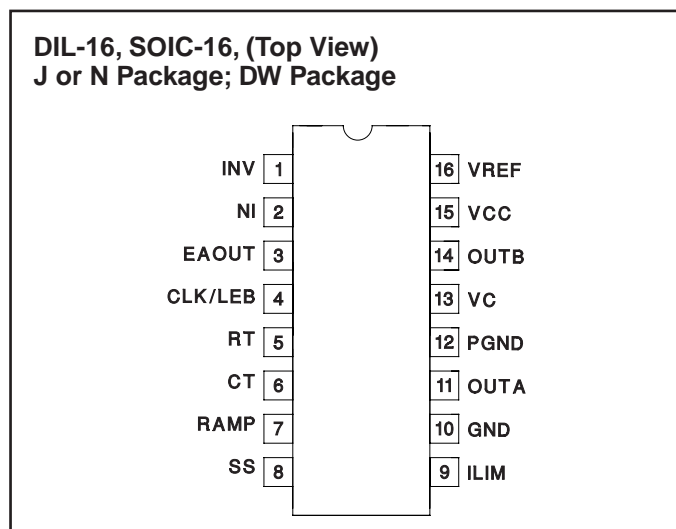 DIL-16, SOIC-16, (Top View)
J or N Package; DW Package
INV 1 16 VREF
NI 2 15 VCC
EAOUT 3 14 OUTB
CLK/LEB 4 13 VC
RT 5 12 PGND
CT 6 11 OUTA
RAMP 7 10 GND
SS 8 9 ILIM